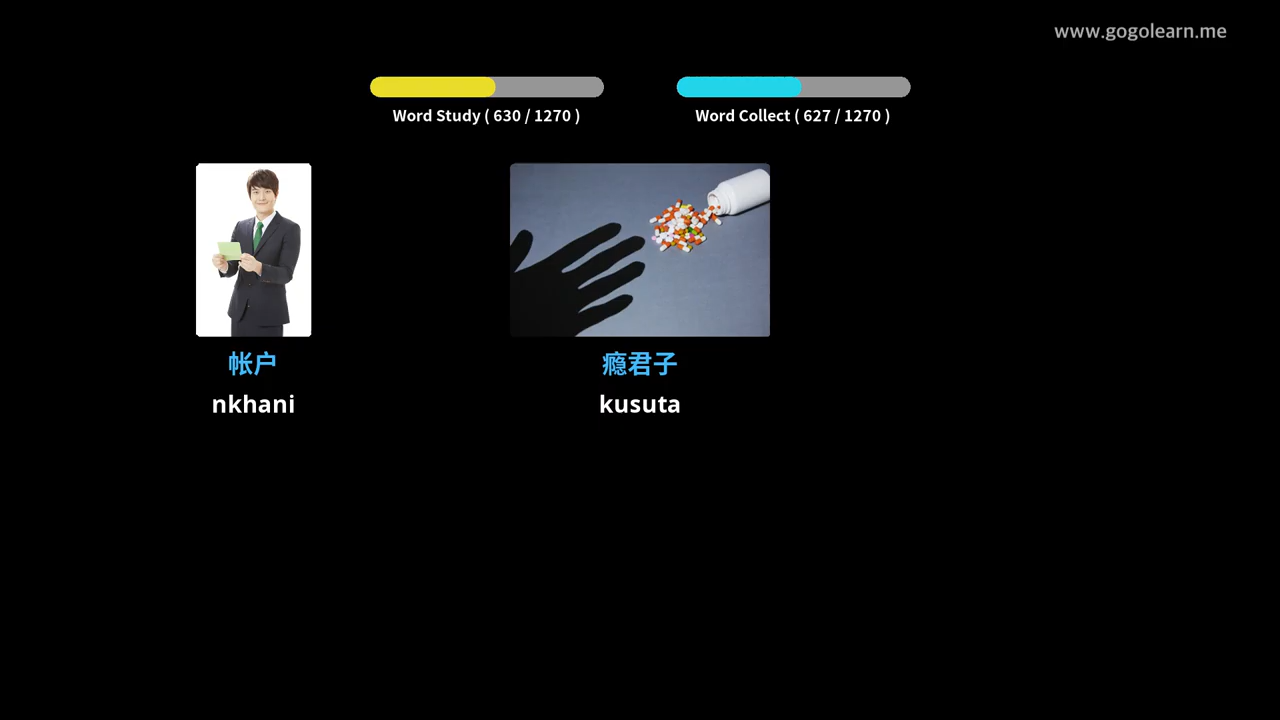 www.gogolearn.me
Word Study ( 630 / 1270 )
Word Collect ( 627 / 1270 )
帐户
nkhani
瘾君子
kusuta